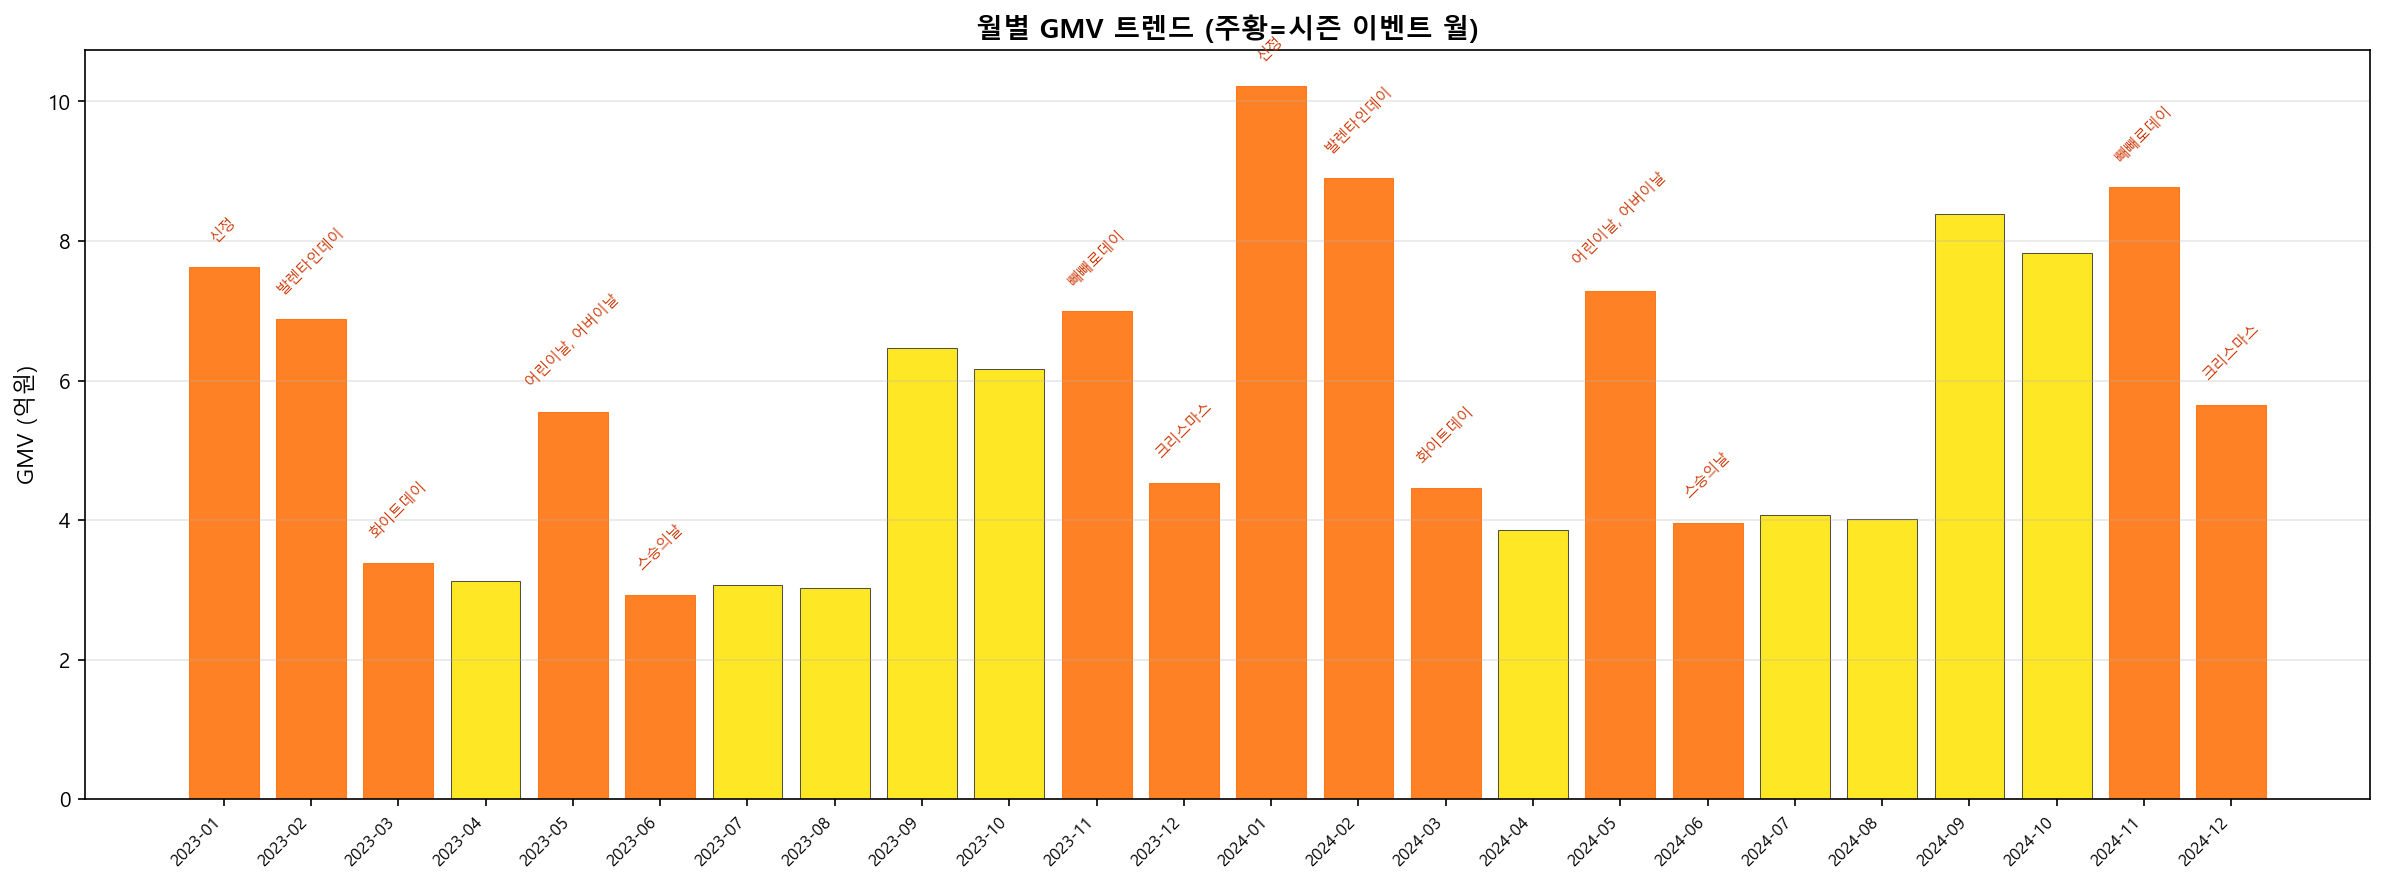 월별 GMV 트렌드 (주황=시즌 이벤트 월)
GMV (억원)
10
8
6
4
2
0
신정
발렌타인데이
화이트데이
어린이날, 어버이날
스승의날
빼빼로데이
크리스마스
신정
발렌타인데이
화이트데이
어린이날, 어버이날
스승의날
빼빼로데이
크리스마스
2023-01
2023-02
2023-03
2023-04
2023-05
2023-06
2023-07
2023-08
2023-09
2023-10
2023-11
2023-12
2024-01
2024-02
2024-03
2024-04
2024-05
2024-06
2024-07
2024-08
2024-09
2024-10
2024-11
2024-12